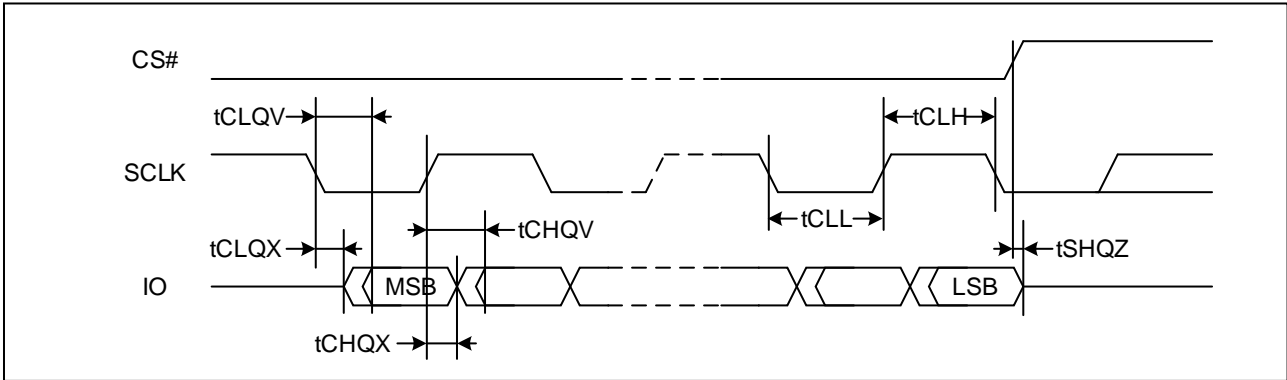 CS#
tCLQV
tCLH
SCLK
tCLL
tCHQV
tCLQX
tSHQZ
IO
MSB
LSB
tCHQX